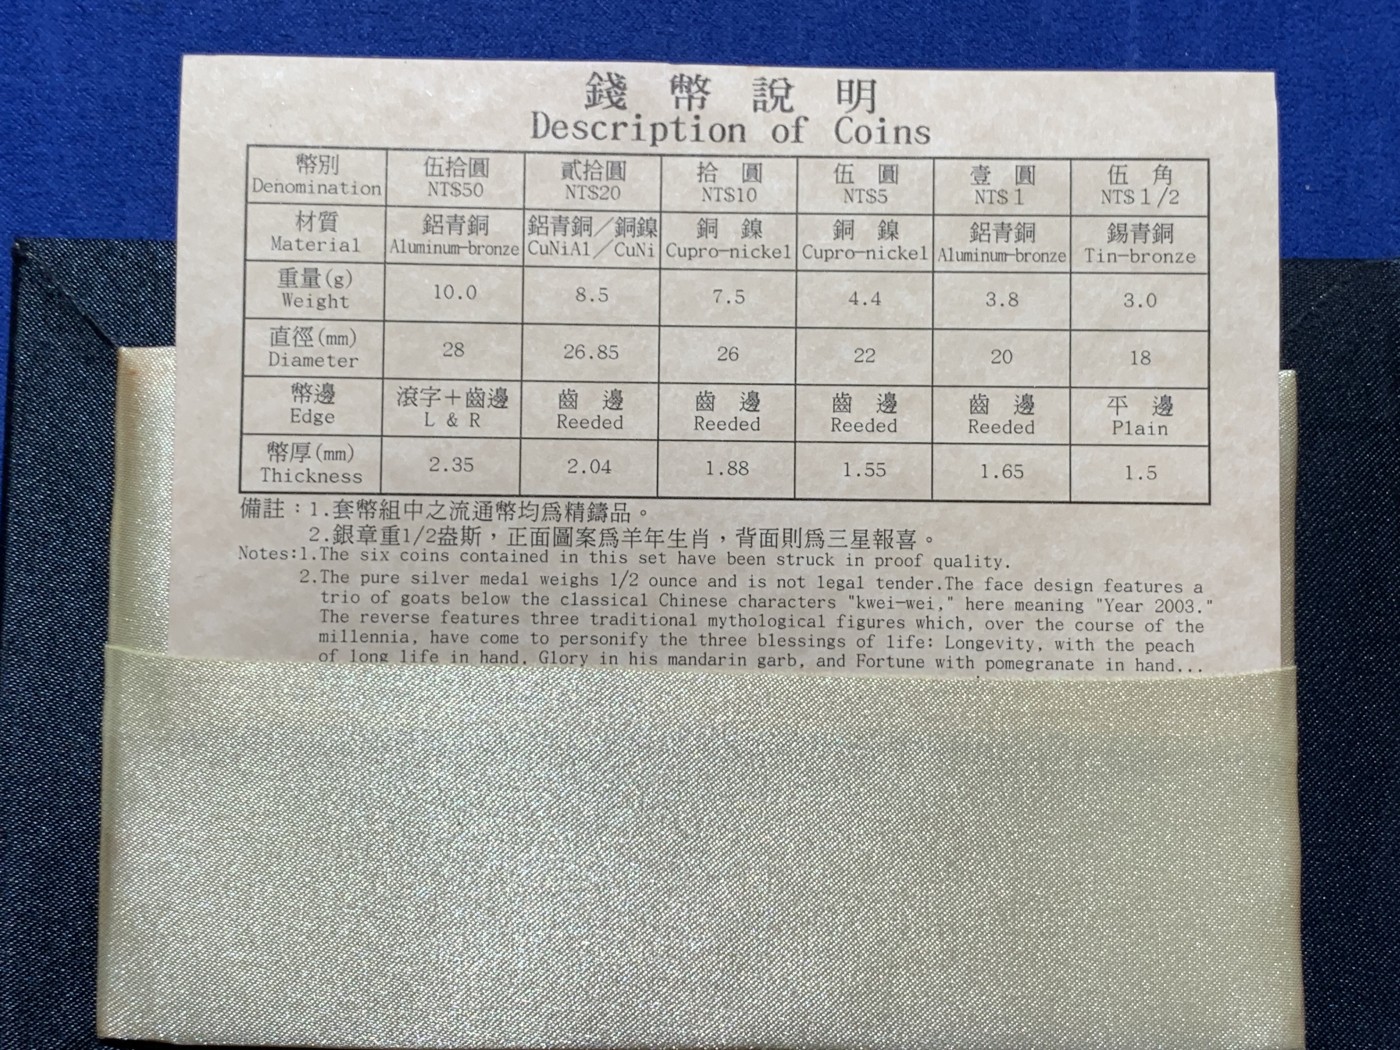 錢幣說明
Description of Coins
幣別 伍拾圓 貳拾圓 拾圓 伍圓 壹圓 伍角
Denomination NT$50 NT$20 NT$10 NT$5 NT$1 NT$1/2
材質 鋁青銅 鋁青銅／銅鎳 銅鎳 銅鎳 鋁青銅 錫青銅
Material Aluminum-bronze CuNiAl／CuNi Cupro-nickel Cupro-nickel Aluminum-bronze Tin-bronze
重量(g)
Weight 10.0 8.5 7.5 4.4 3.8 3.0
直徑(mm)
Diameter 28 26.85 26 22 20 18
幣邊 滾字＋齒邊 齒邊 齒邊 齒邊 齒邊 平邊
Edge L & R Reeded Reeded Reeded Reeded Plain
幣厚(mm)
Thickness 2.35 2.04 1.88 1.55 1.65 1.5
備註：1.套幣組中之流通幣均為精鑄品。
2.銀章重1/2盎斯，正面圖案為羊年生肖，背面則為三星報喜。
Notes:1.The six coins contained in this set have been struck in proof quality.
2.The pure silver medal weighs 1/2 ounce and is not legal tender.The face design features a
trio of goats below the classical Chinese characters "kwei-wei," here meaning "Year 2003."
The reverse features three traditional mythological figures which, over the course of the
millennia, have come to personify the three blessings of life: Longevity, with the peach
of long life in hand, Glory in his mandarin garb, and Fortune with pomegranate in hand...